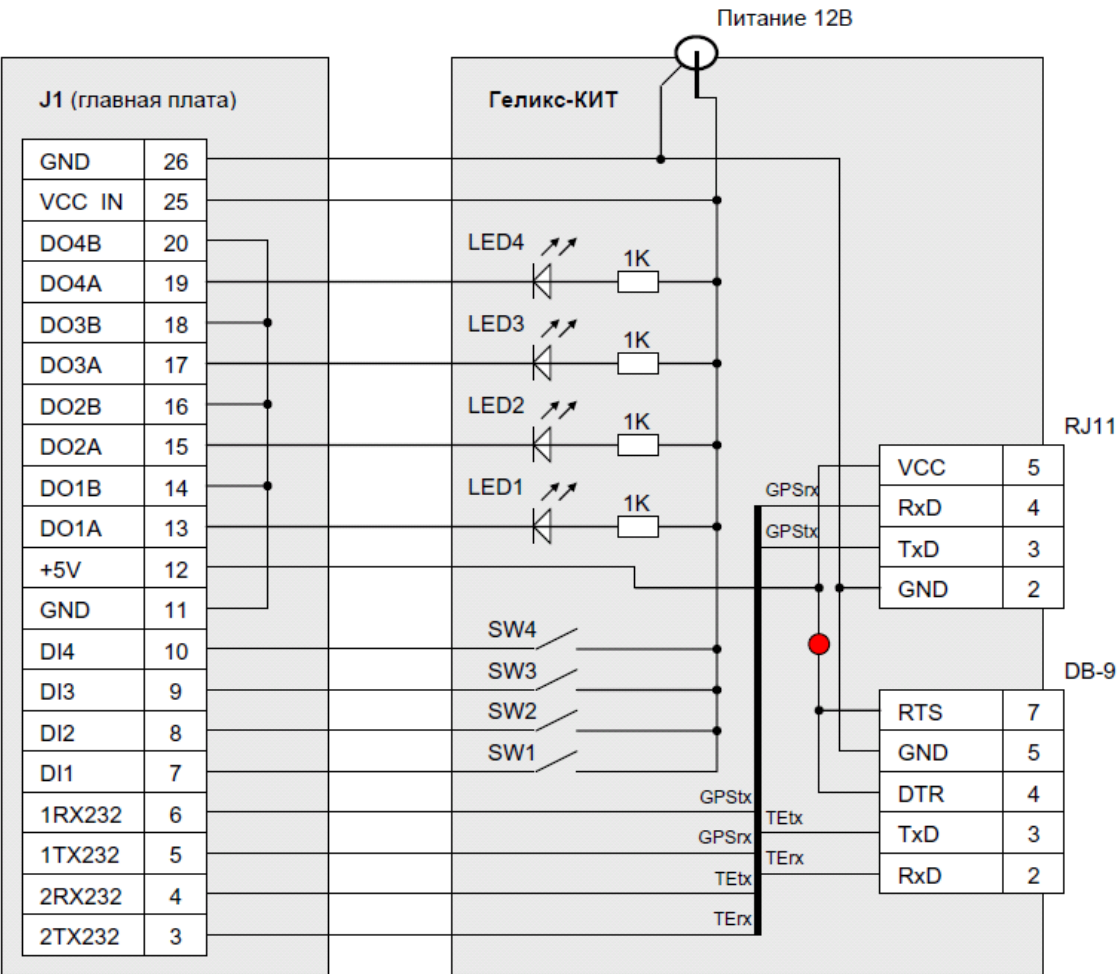 Питание 12В
J1 (главная плата)
Геликс-КИТ
GND 26
VCC IN 25
DO4B 20
LED4
1K
DO4A 19
LED3
DO3B 18
1K
DO3A 17
LED2
DO2B 16
1K
RJ11
DO2A 15
VCC 5
LED1
DO1B 14
GPSrx
1K
RxD 4
DO1A 13
GPStx
TxD 3
+5V 12
GND 2
GND 11
SW4
DI4 10
SW3
DB-9
DI3 9
SW2
RTS 7
DI2 8
SW1
GND 5
DI1 7
GPStx
DTR 4
1RX232 6
TEtx
GPSrx
TxD 3
1TX232 5
TErx
TEtx
RxD 2
2RX232 4
TErx
2TX232 3